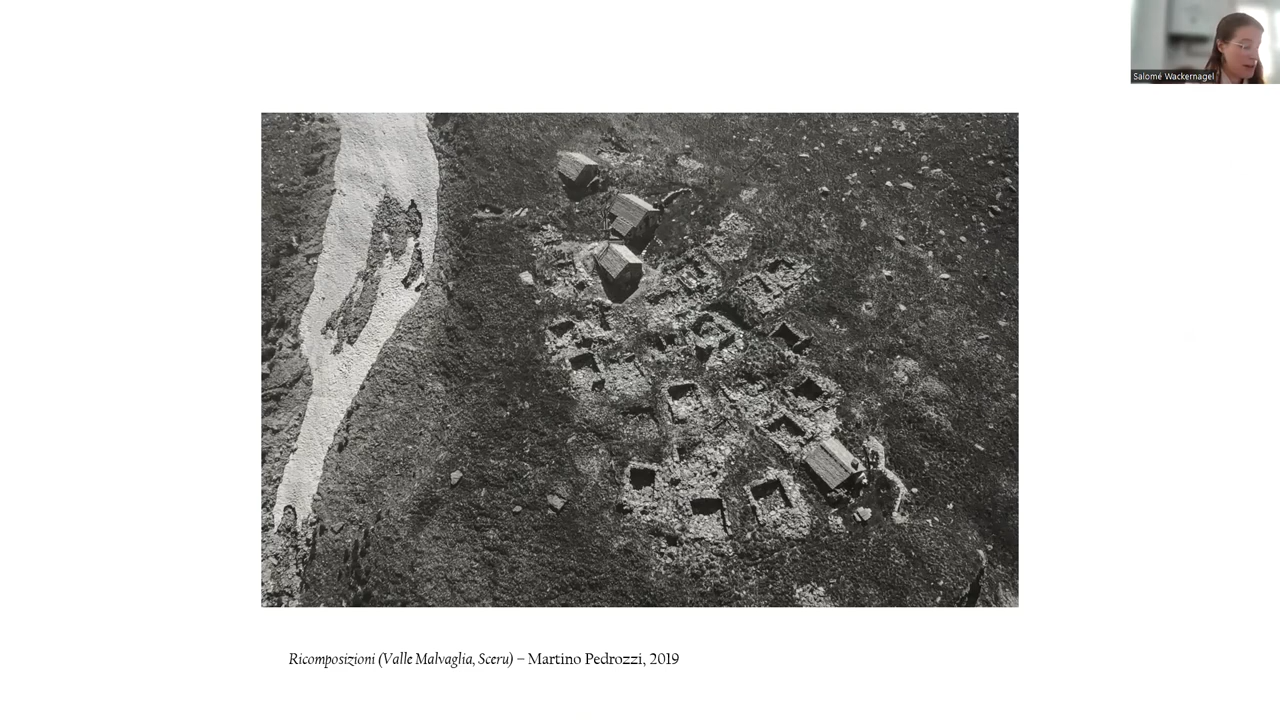 Salomé Wackernagel
Ricomposizioni (Valle Malvaglia, Sceru) – Martino Pedrozzi, 2019